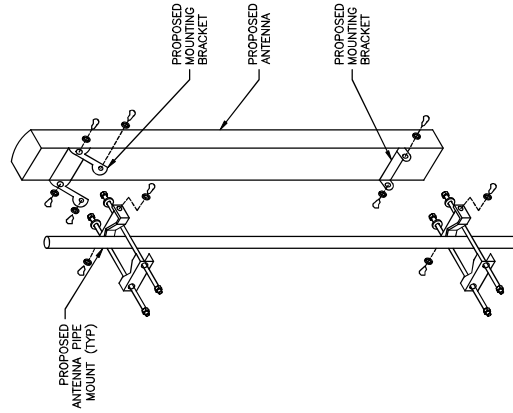 PROPOSED
MOUNTING
BRACKET
PROPOSED
ANTENNA
PROPOSED
MOUNTING
BRACKET
PROPOSED
ANTENNA PIPE
MOUNT (TYP)